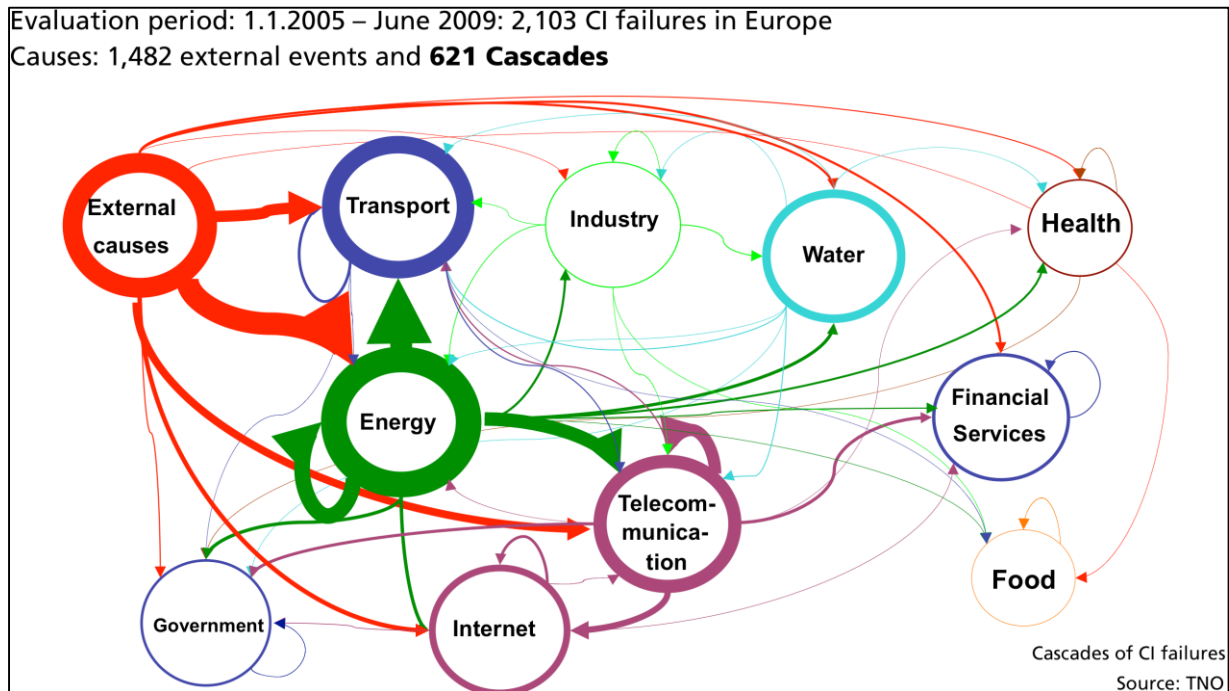 Evaluation period: 1.1.2005 – June 2009: 2,103 CI failures in Europe
Causes: 1,482 external events and 621 Cascades
External
causes
Transport
Industry
Water
Health
Energy
Financial
Services
Telecom-
munica-
tion
Government
Internet
Food
Cascades of CI failures
Source: TNO